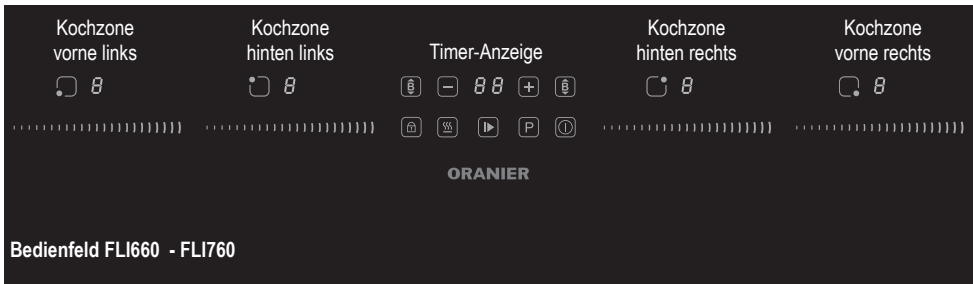 Kochzone vorne links
Kochzone hinten links
Timer-Anzeige
Kochzone hinten rechts
Kochzone vorne rechts
8
8
B
88
B
8
8
P
ORANIER
Bedienfeld FLI660 - FLI760